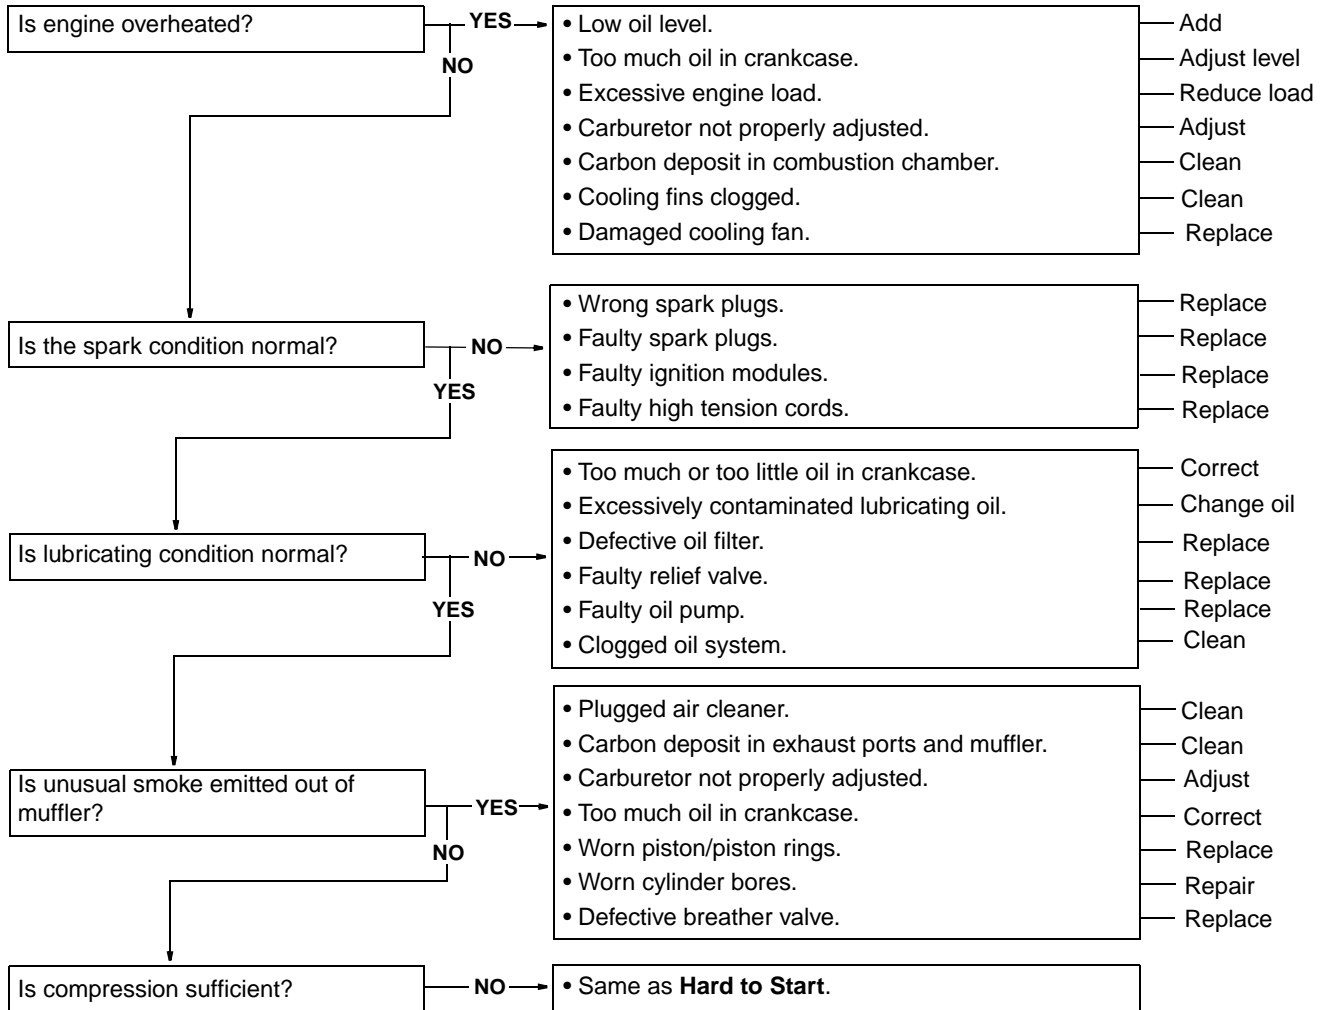 Is engine overheated?
YES
NO
• Low oil level.
Add
• Too much oil in crankcase.
Adjust level
• Excessive engine load.
Reduce load
• Carburetor not properly adjusted.
Adjust
• Carbon deposit in combustion chamber.
Clean
• Cooling fins clogged.
Clean
• Damaged cooling fan.
Replace
Is the spark condition normal?
NO
YES
• Wrong spark plugs.
Replace
• Faulty spark plugs.
Replace
• Faulty ignition modules.
Replace
• Faulty high tension cords.
Replace
Is lubricating condition normal?
NO
YES
• Too much or too little oil in crankcase.
Correct
• Excessively contaminated lubricating oil.
Change oil
• Defective oil filter.
Replace
• Faulty relief valve.
Replace
• Faulty oil pump.
Replace
• Clogged oil system.
Clean
Is unusual smoke emitted out of
muffler?
YES
NO
• Plugged air cleaner.
Clean
• Carbon deposit in exhaust ports and muffler.
Clean
• Carburetor not properly adjusted.
Adjust
• Too much oil in crankcase.
Correct
• Worn piston/piston rings.
Replace
• Worn cylinder bores.
Repair
• Defective breather valve.
Replace
Is compression sufficient?
NO
• Same as Hard to Start.